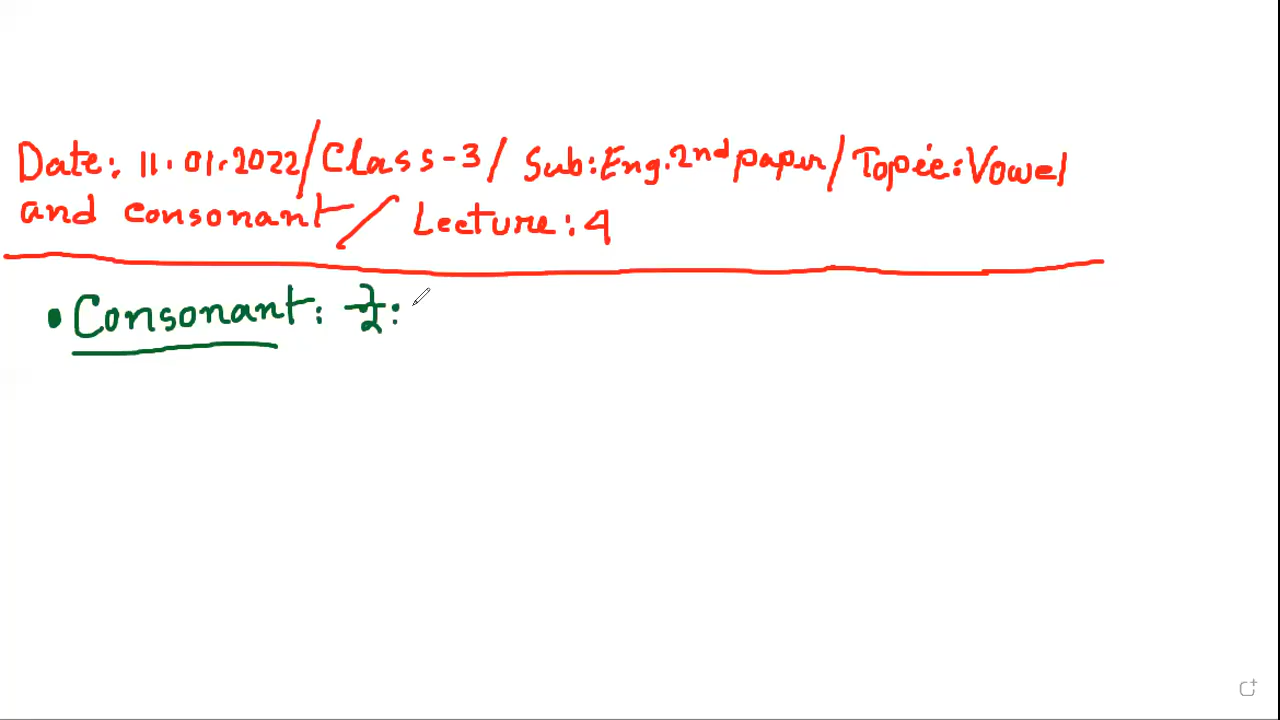 Date: 11.01.2022/Class-3/ Sub:Eng.2nd paper/Topic:Vowel
and consonant/ Lecture: 4
• Consonant: